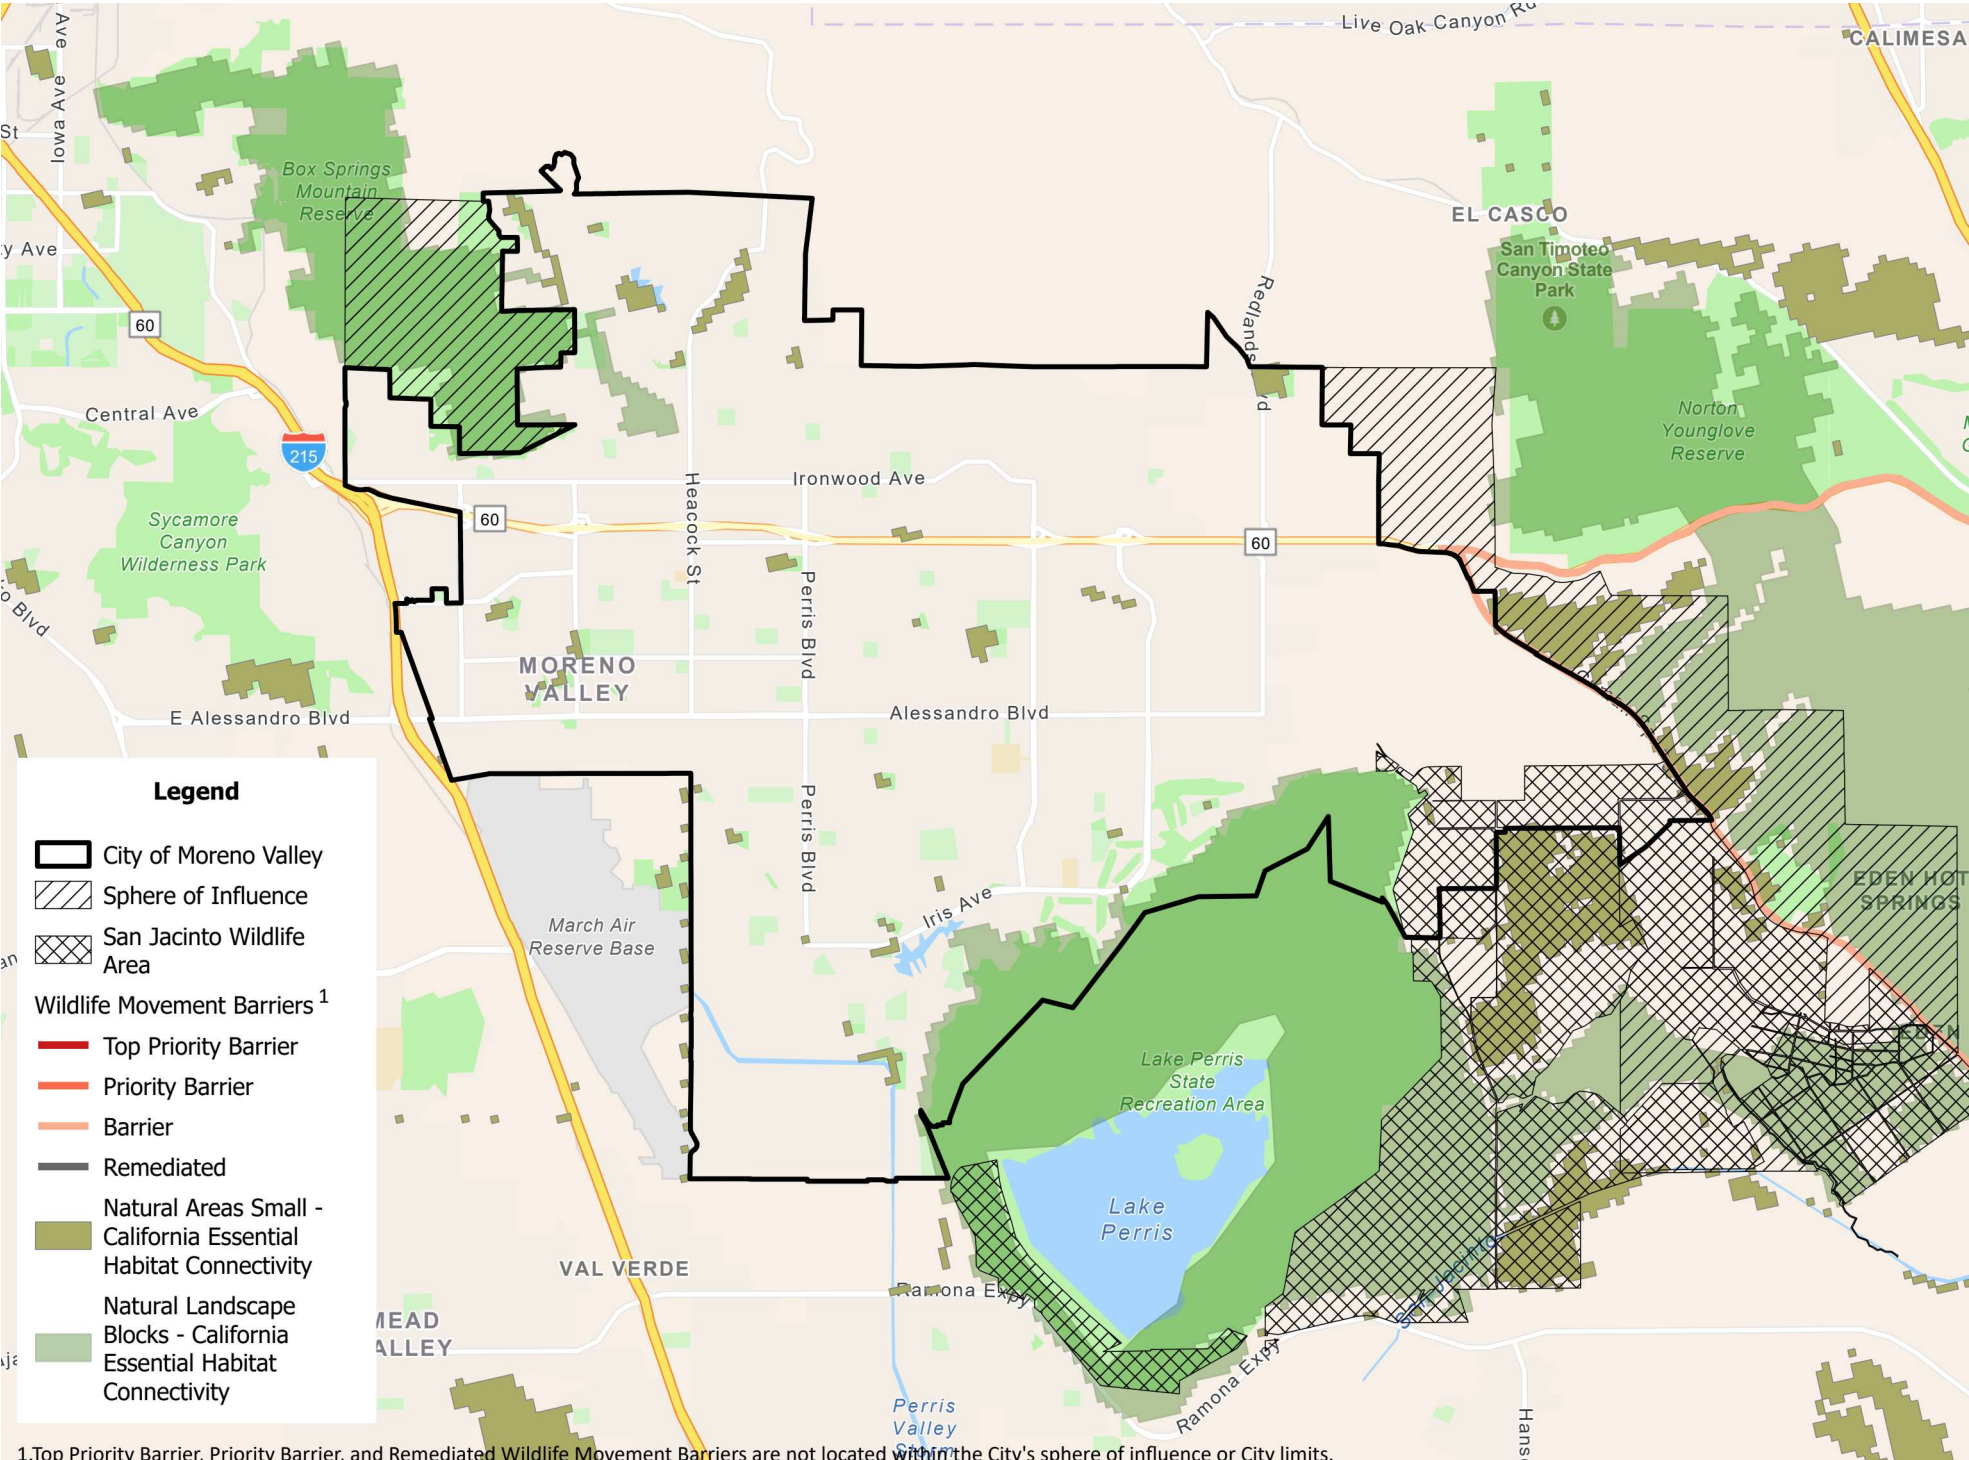 Live Oak Canyon Rd
CALIMESA
Iowa Ave
Ave
St
Box Springs
Mountain
Reserve
EL CASCO
San Timoteo
Canyon State
Park
y Ave
60
Redlands
vd
Central Ave
Norton
Younglove
Reserve
215
Ironwood Ave
Heacock St
60
60
Sycamore
Canyon
Wilderness Park
Perris Blvd
o Blvd
MORENO
VALLEY
E Alessandro Blvd
Alessandro Blvd
Perris Blvd
Legend
City of Moreno Valley
Sphere of Influence
San Jacinto Wildlife
Area
Wildlife Movement Barriers 1
Top Priority Barrier
Priority Barrier
Barrier
Remediated
Natural Areas Small -
California Essential
Habitat Connectivity
Natural Landscape
Blocks - California
Essential Habitat
Connectivity
EDEN HOT
SPRINGS
Iris Ave
March Air
Reserve Base
EDEN
Lake Perris
State
Recreation Area
Lake
Perris
San Jacinto
VAL VERDE
Ramona Expy
MEAD
VALLEY
Ramona Expy
Perris
Valley
Storm
Hans
1.Top Priority Barrier, Priority Barrier, and Remediated Wildlife Movement Barriers are not located within the City's sphere of influence or City limits.